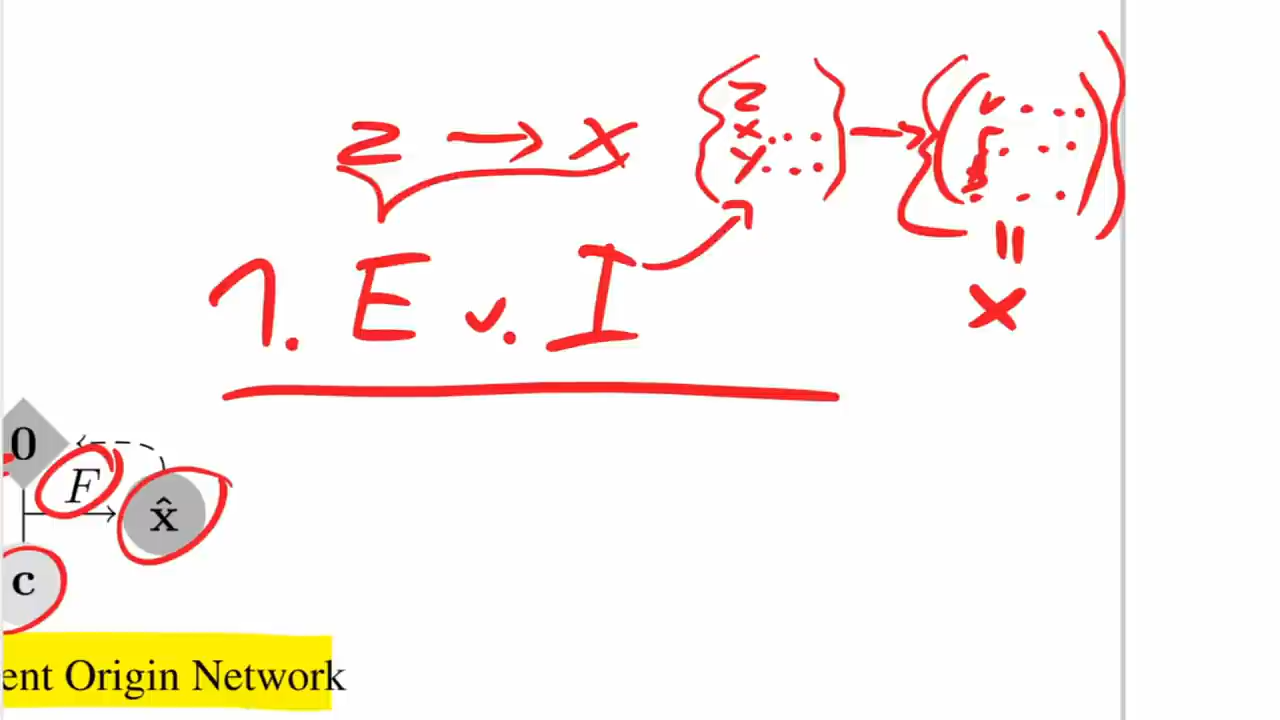 z → x { z x .. . y . . . } → { ( r . . . g . . . b . . . ) }
= x
1. E v. I
0
F
x̂
c
ent Origin Network